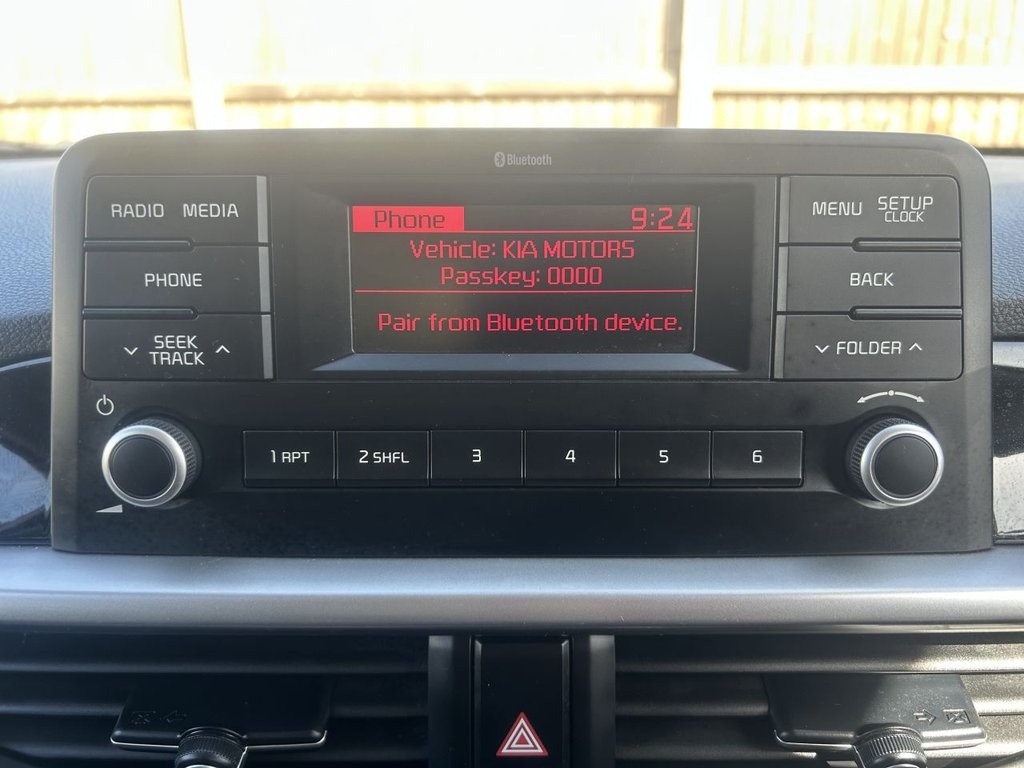 Bluetooth
RADIO MEDIA
PHONE
SEEK
TRACK
Phone 9:24
Vehicle: KIA MOTORS
Passkey: 0000
Pair from Bluetooth device.
MENU SETUP
CLOCK
BACK
FOLDER
1 RPT 2 SHFL 3 4 5 6